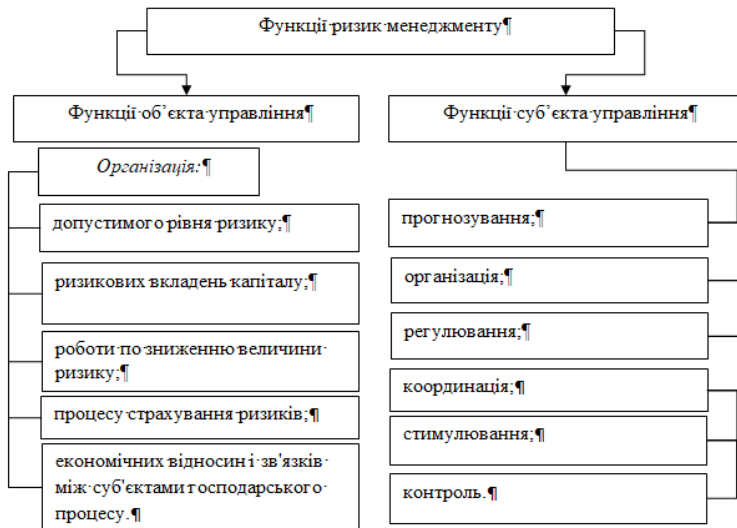 Функції·ризик·менеджменту¶
Функції·об’єкта·управління¶
Організація:¶
допустимого·рівня·ризику;¶
ризикових·вкладень·капіталу;¶
роботи·по·зниженню·величини·
ризику;¶
процесу·страхування·ризиків;¶
економічних·відносин·і·зв'язків·
між·суб'єктами·господарського·
процесу.¶
Функції·суб’єкта·управління¶
прогнозування;¶
організація;¶
регулювання;¶
координація;¶
стимулювання;¶
контроль.¶